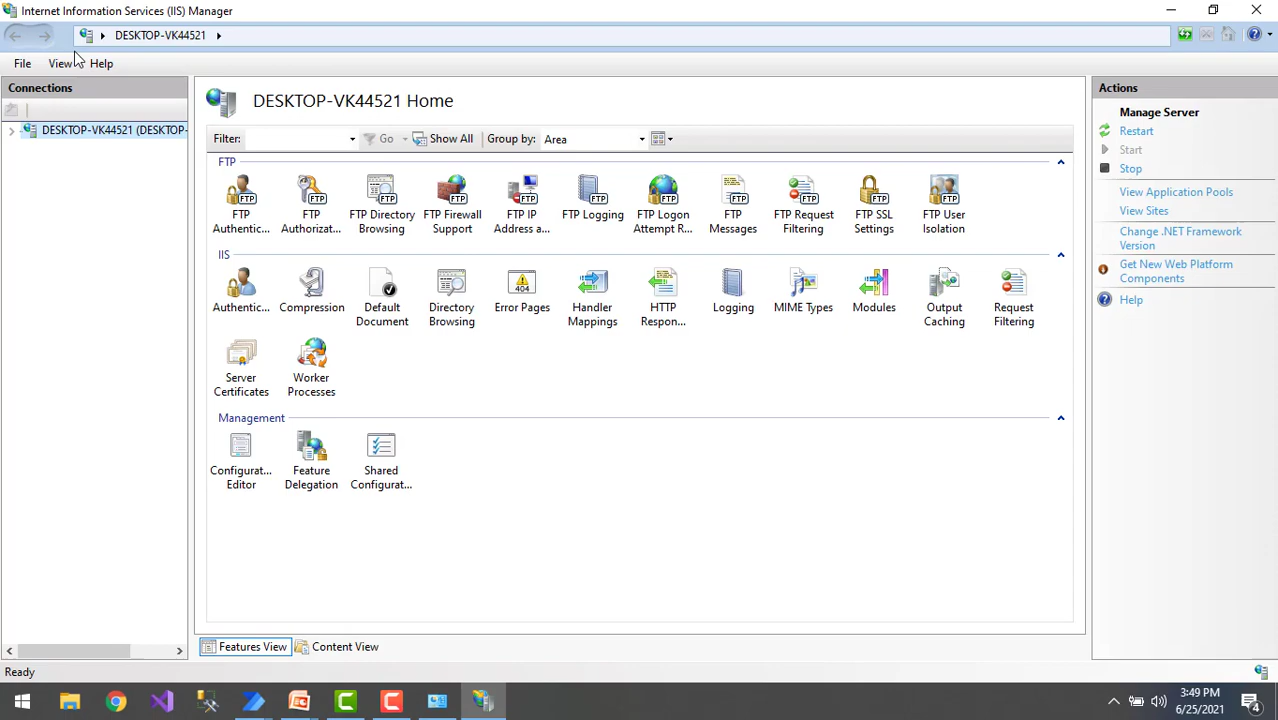 Internet Information Services (IIS) Manager
DESKTOP-VK44521
File View Help
Connections
DESKTOP-VK44521 (DESKTOP-
DESKTOP-VK44521 Home
Filter: Go Show All Group by: Area
FTP
FTP Authentic...
FTP Authorizat...
FTP Directory Browsing
FTP Firewall Support
FTP IP Address a...
FTP Logging
FTP Logon Attempt R...
FTP Messages
FTP Request Filtering
FTP SSL Settings
FTP User Isolation
IIS
Authentic...
Compression
Default Document
Directory Browsing
Error Pages
Handler Mappings
HTTP Respon...
Logging
MIME Types
Modules
Output Caching
Request Filtering
Server Certificates
Worker Processes
Management
Configurat... Editor
Feature Delegation
Shared Configurat...
Features View Content View
Actions
Manage Server
Restart
Start
Stop
View Application Pools
View Sites
Change .NET Framework
Version
Get New Web Platform
Components
Help
Ready
3:49 PM
6/25/2021
4